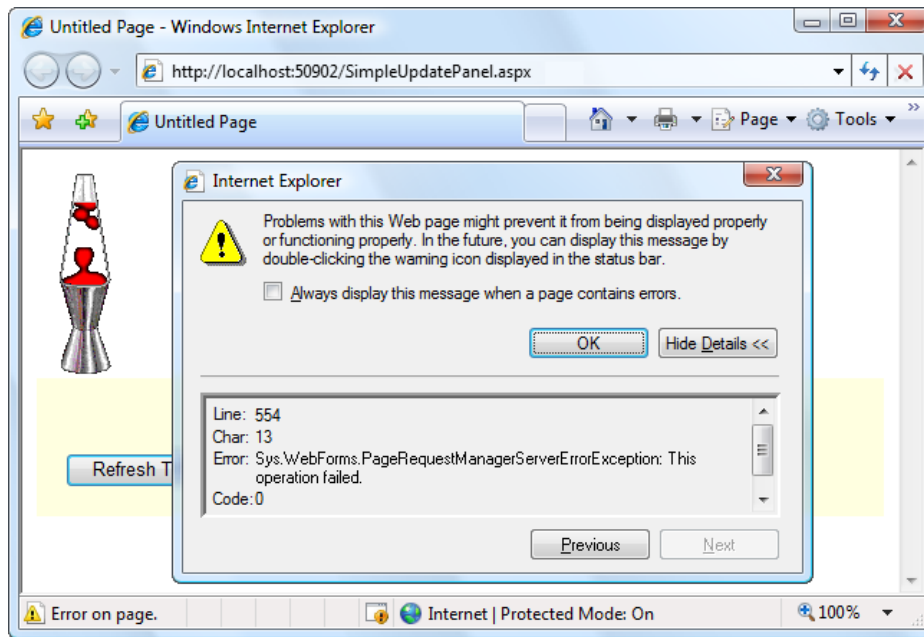 Untitled Page - Windows Internet Explorer
http://localhost:50902/SimpleUpdatePanel.aspx
Untitled Page
Page
Tools
Internet Explorer
Problems with this Web page might prevent it from being displayed properly
or functioning properly. In the future, you can display this message by
double-clicking the warning icon displayed in the status bar.
Always display this message when a page contains errors.
OK
Hide Details <<
Line: 554
Char: 13
Error: Sys.WebForms.PageRequestManagerServerErrorException: This
operation failed.
Code:0
Refresh T
Previous
Next
Error on page.
Internet | Protected Mode: On
100%